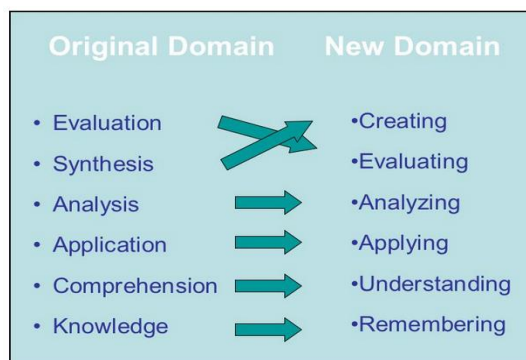 Original Domain New Domain
• Evaluation •Creating
• Synthesis •Evaluating
• Analysis •Analyzing
• Application •Applying
• Comprehension •Understanding
• Knowledge •Remembering